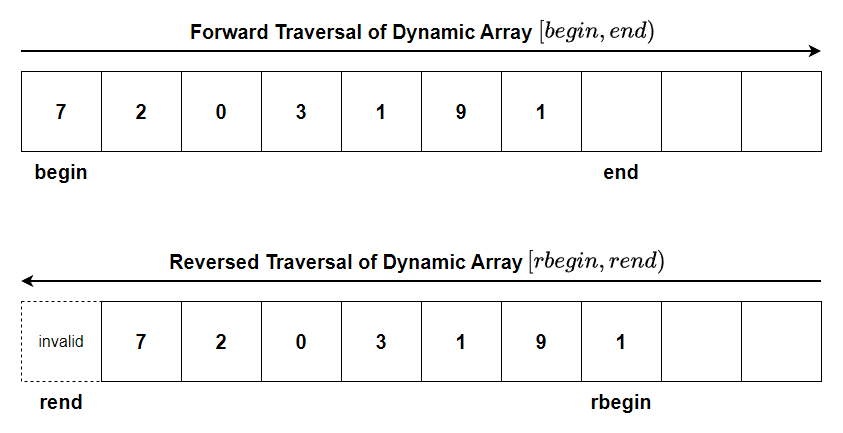 Forward Traversal of Dynamic Array [begin, end)
7 2 0 3 1 9 1
begin end
Reversed Traversal of Dynamic Array [rbegin, rend)
invalid 7 2 0 3 1 9 1
rend rbegin